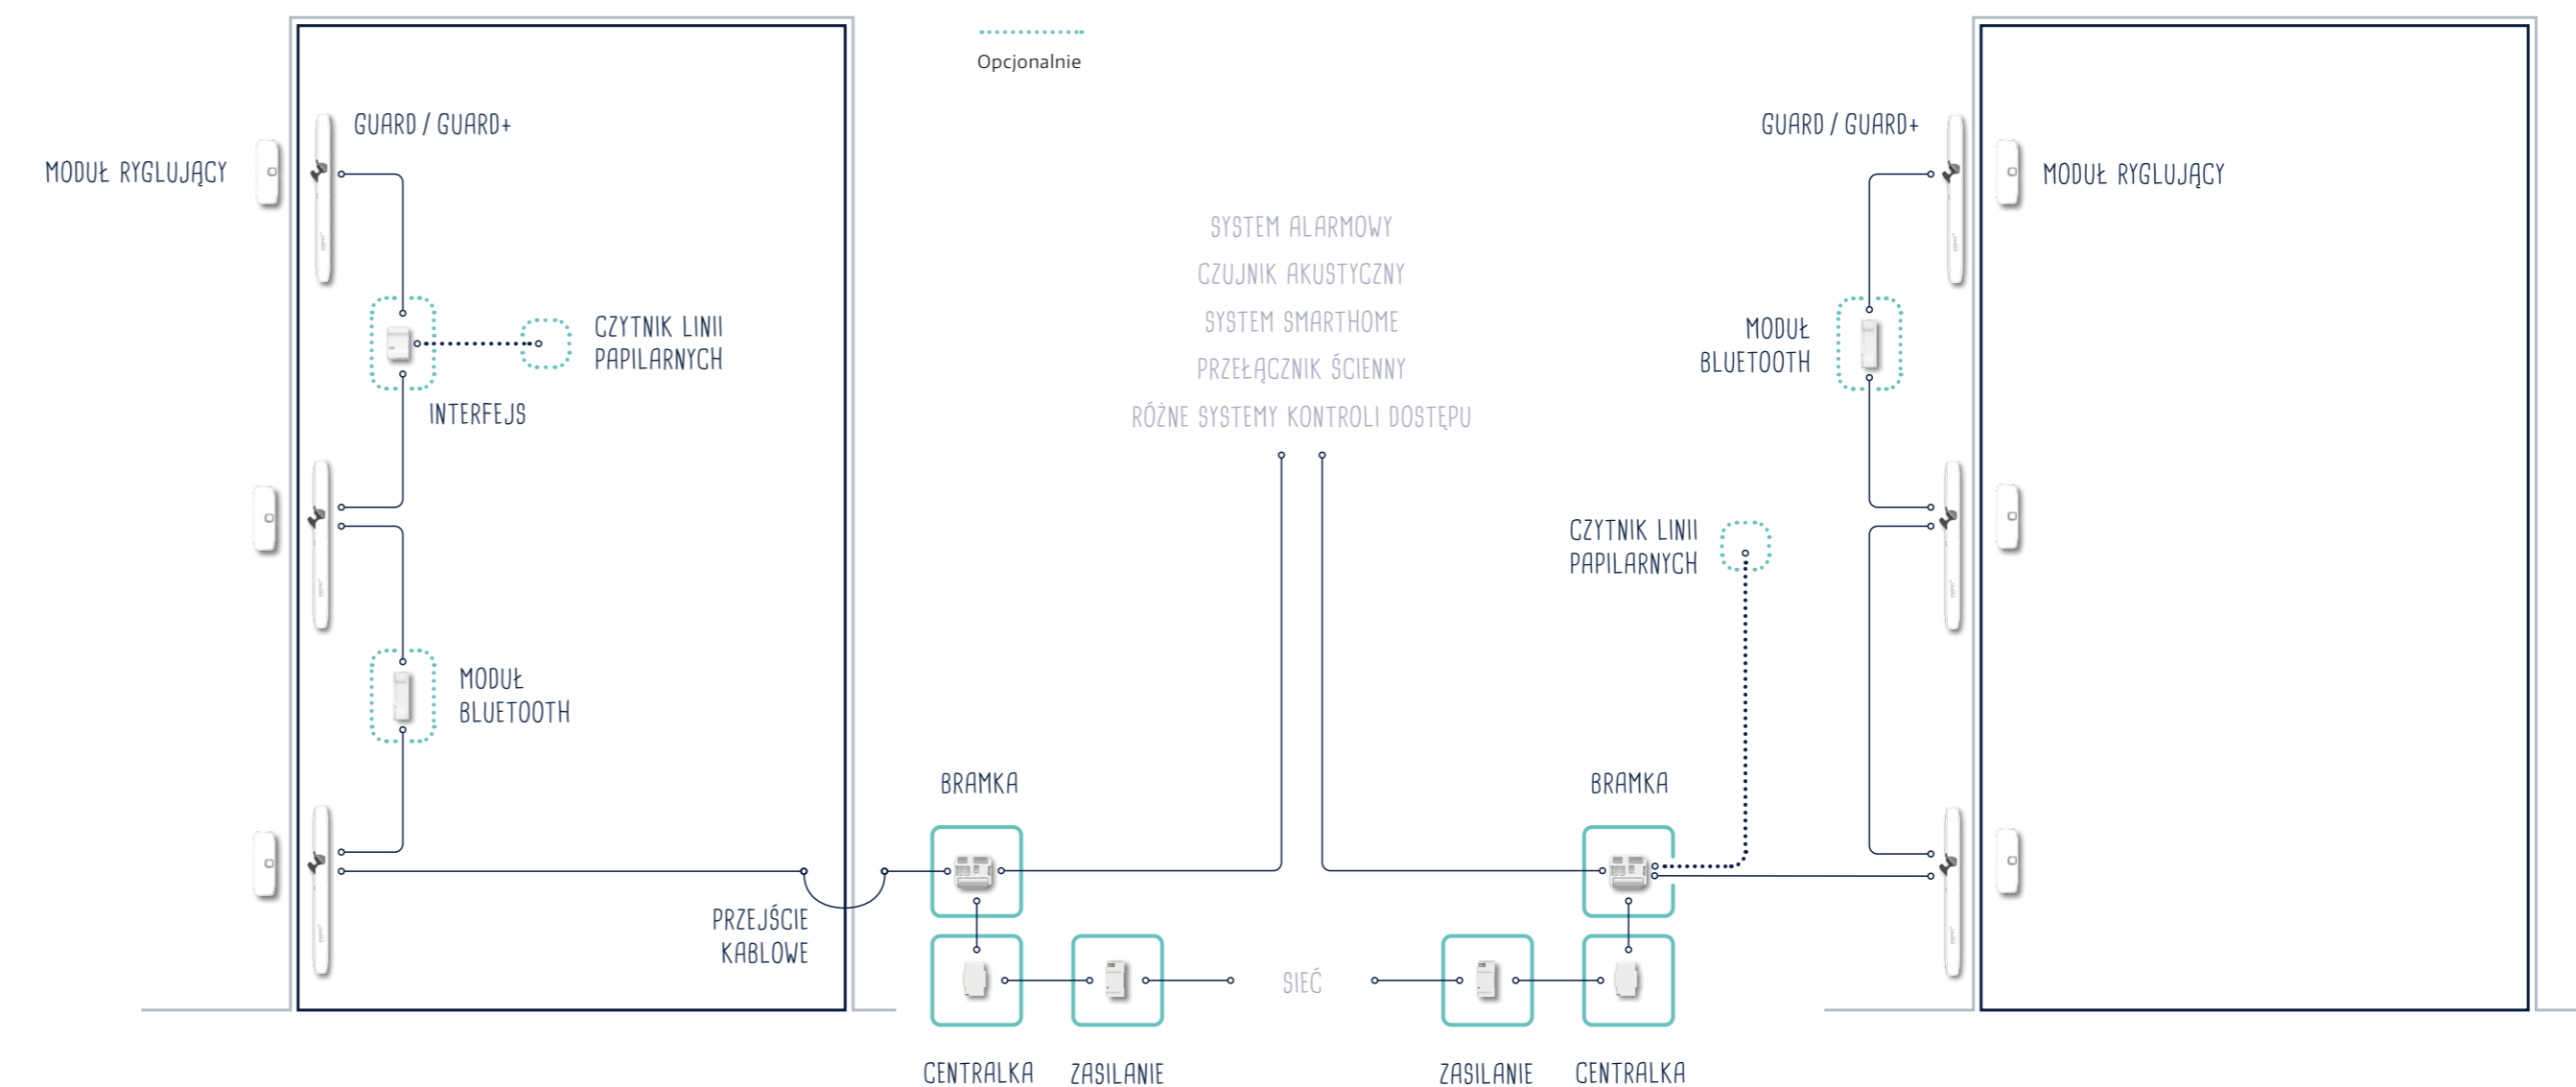 Opcjonalnie
GUARD / GUARD+
MODUŁ RYGLUJĄCY
CZYTNIK LINII
PAPILARNYCH
INTERFEJS
MODUŁ
BLUETOOTH
PRZEJŚCIE
KABLOWE
SYSTEM ALARMOWY
CZUJNIK AKUSTYCZNY
SYSTEM SMARTHOME
PRZEŁĄCZNIK ŚCIENNY
RÓŻNE SYSTEMY KONTROLI DOSTĘPU
BRAMKA
CENTRALKA
ZASILANIE
SIEĆ
GUARD / GUARD+
MODUŁ RYGLUJĄCY
MODUŁ
BLUETOOTH
CZYTNIK LINII
PAPILARNYCH
BRAMKA
ZASILANIE
CENTRALKA